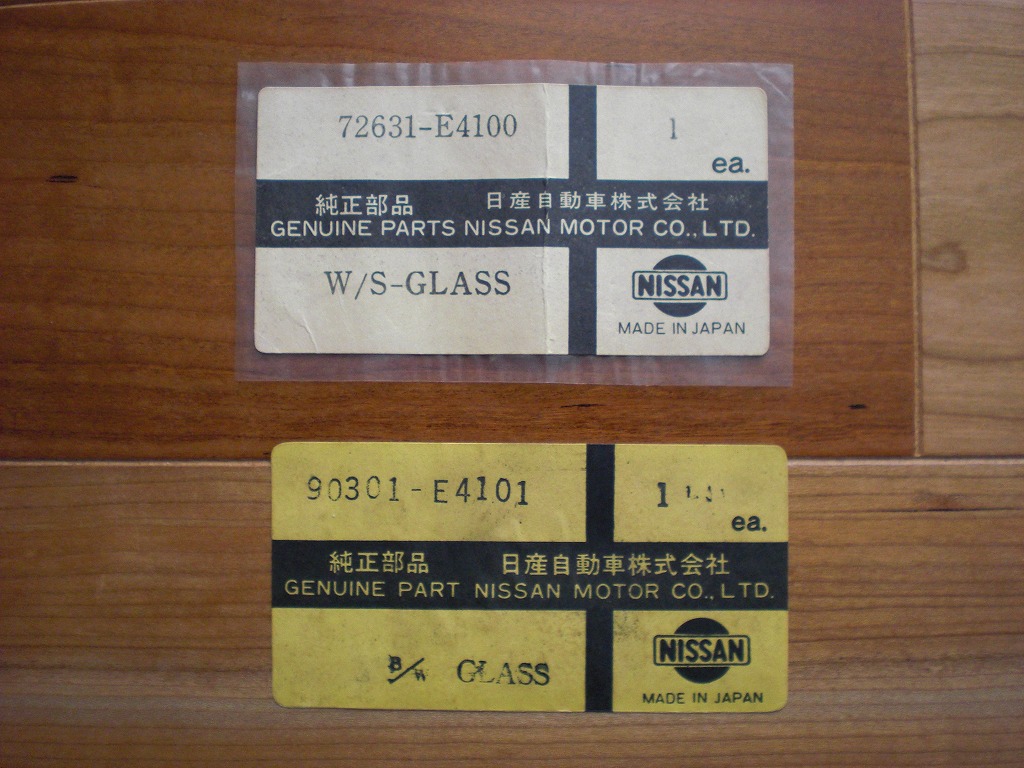 72631-E4100
1
ea.
純正部品 日産自動車株式会社
GENUINE PARTS NISSAN MOTOR CO.,LTD.
W/S-GLASS
NISSAN
MADE IN JAPAN
90301-E4101
1
ea.
純正部品 日産自動車株式会社
GENUINE PART NISSAN MOTOR CO.,LTD.
B/W GLASS
NISSAN
MADE IN JAPAN